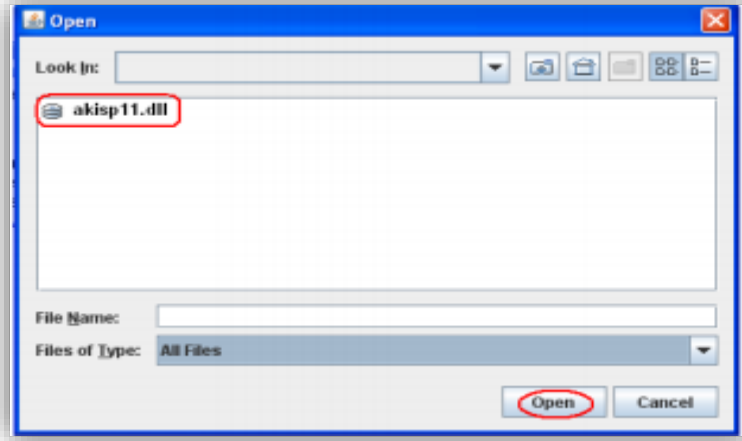 Open
Look In:
akisp11.dll
File Name:
Files of Type: All Files
Open Cancel